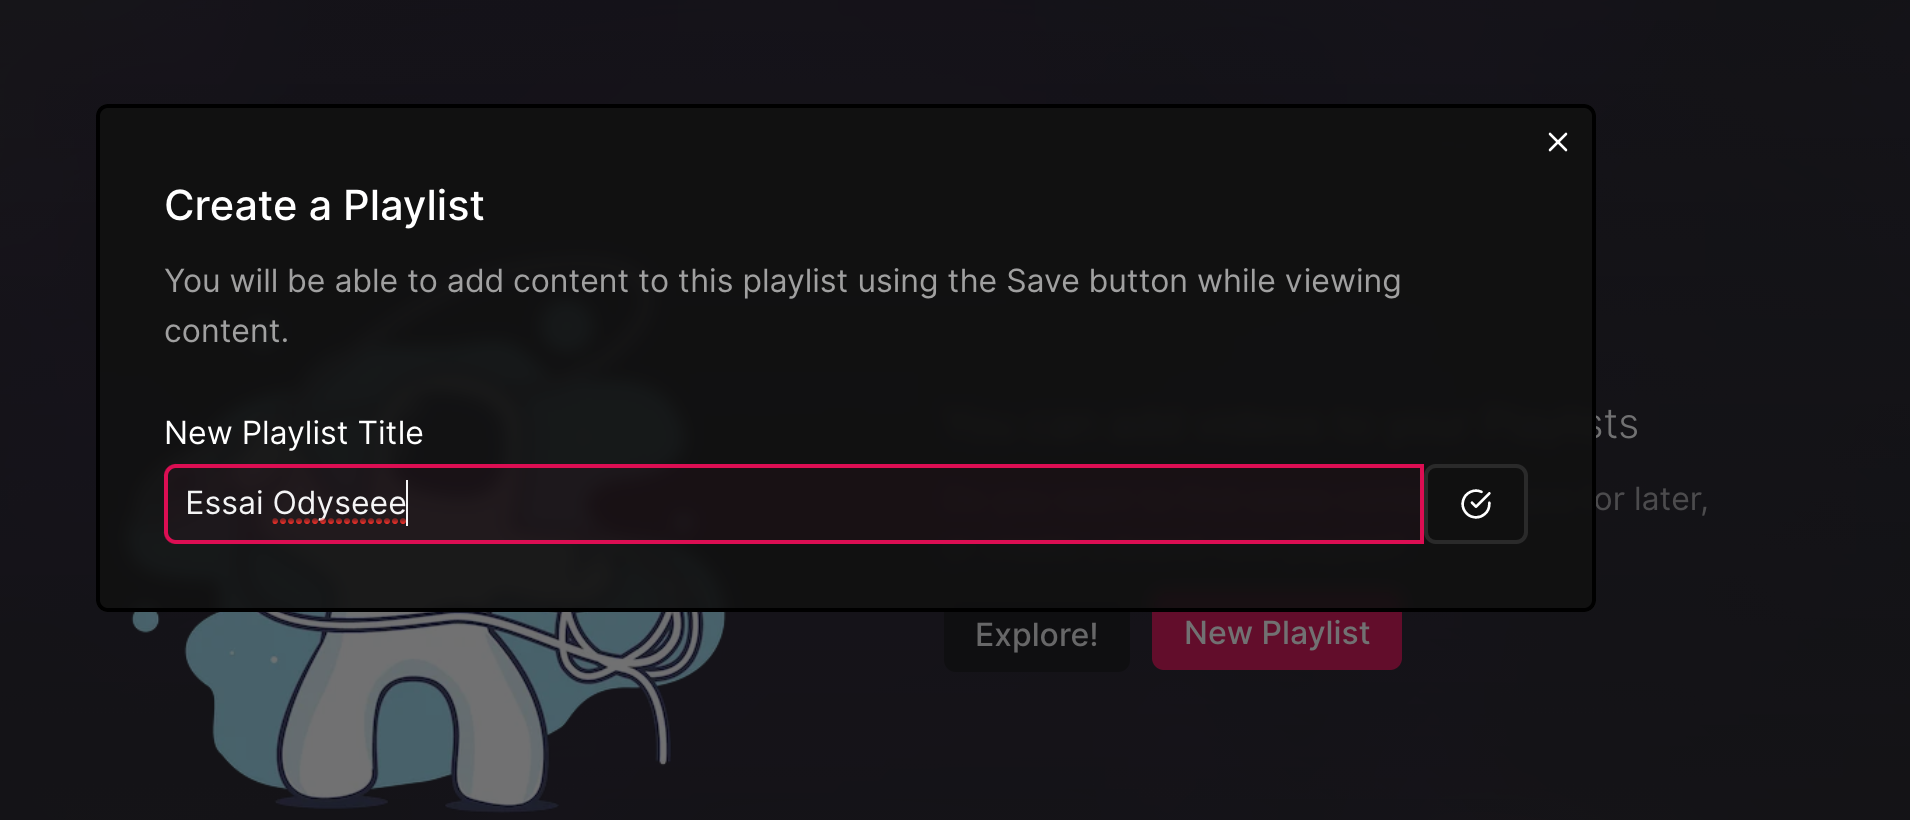 Create a Playlist
You will be able to add content to this playlist using the Save button while viewing
content.
New Playlist Title
Essai Odyseee
sts
or later,
Explore!
New Playlist